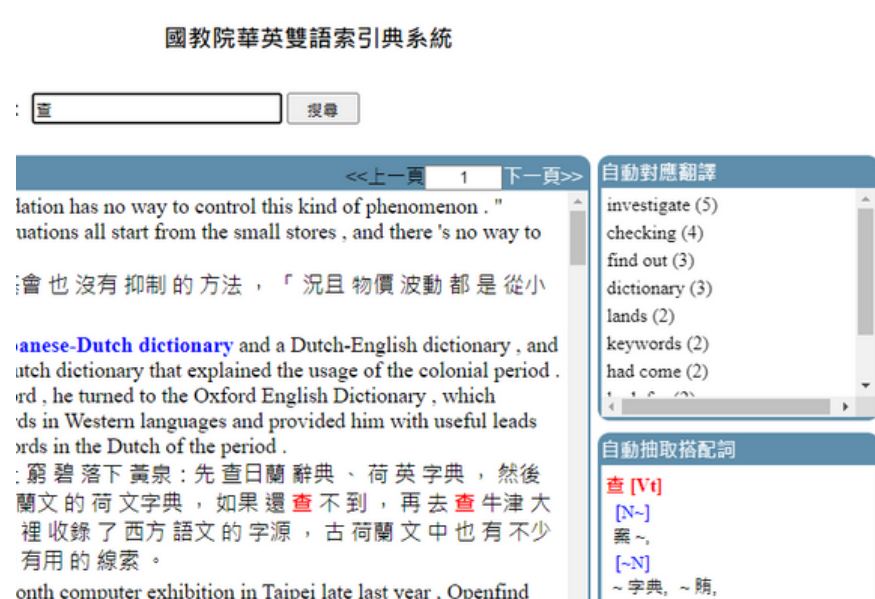 國教院華英雙語索引典系統
:
查
搜尋
<<上一頁 1 下一頁>>
dation has no way to control this kind of phenomenon . "
uations all start from the small stores , and there 's no way to
會 也 沒有 抑制 的 方法 , 「 況且 物價 波動 都 是 從小
anese-Dutch dictionary and a Dutch-English dictionary , and
utch dictionary that explained the usage of the colonial period .
ord , he turned to the Oxford English Dictionary , which
ds in Western languages and provided him with useful leads
ords in the Dutch of the period .
窮 碧 落下 黃泉 : 先 查日蘭 辭典 、 荷 英 字典 , 然後
蘭文 的 荷 文字典 , 如果 還 查 不 到 , 再 去 查 牛津 大
裡 收錄 了 西方 語文 的 字源 , 古 荷蘭 文 中 也 有 不少
有用 的 線索 。
onth computer exhibition in Taipei late last year , Openfind
自動對應翻譯
investigate (5)
checking (4)
find out (3)
dictionary (3)
lands (2)
keywords (2)
had come (2)
自動抽取搭配詞
查 [Vt]
[N~]
案 ~,
[~N]
~ 字典, ~ 賄,